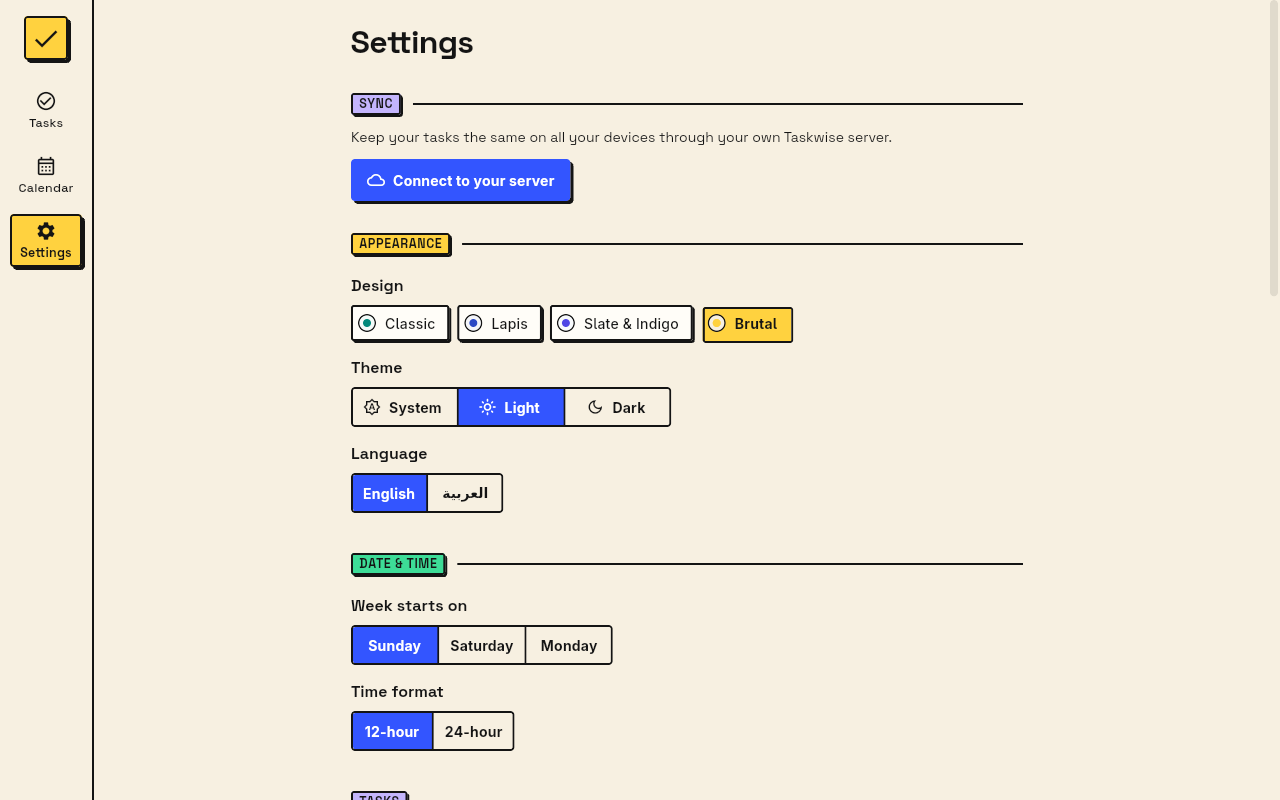 Settings
Tasks
Calendar
Settings
SYNC
Keep your tasks the same on all your devices through your own Taskwise server.
Connect to your server
APPEARANCE
Design
Classic Lapis Slate & Indigo Brutal
Theme
System Light Dark
Language
English العربية
DATE & TIME
Week starts on
Sunday Saturday Monday
Time format
12-hour 24-hour
TASKS